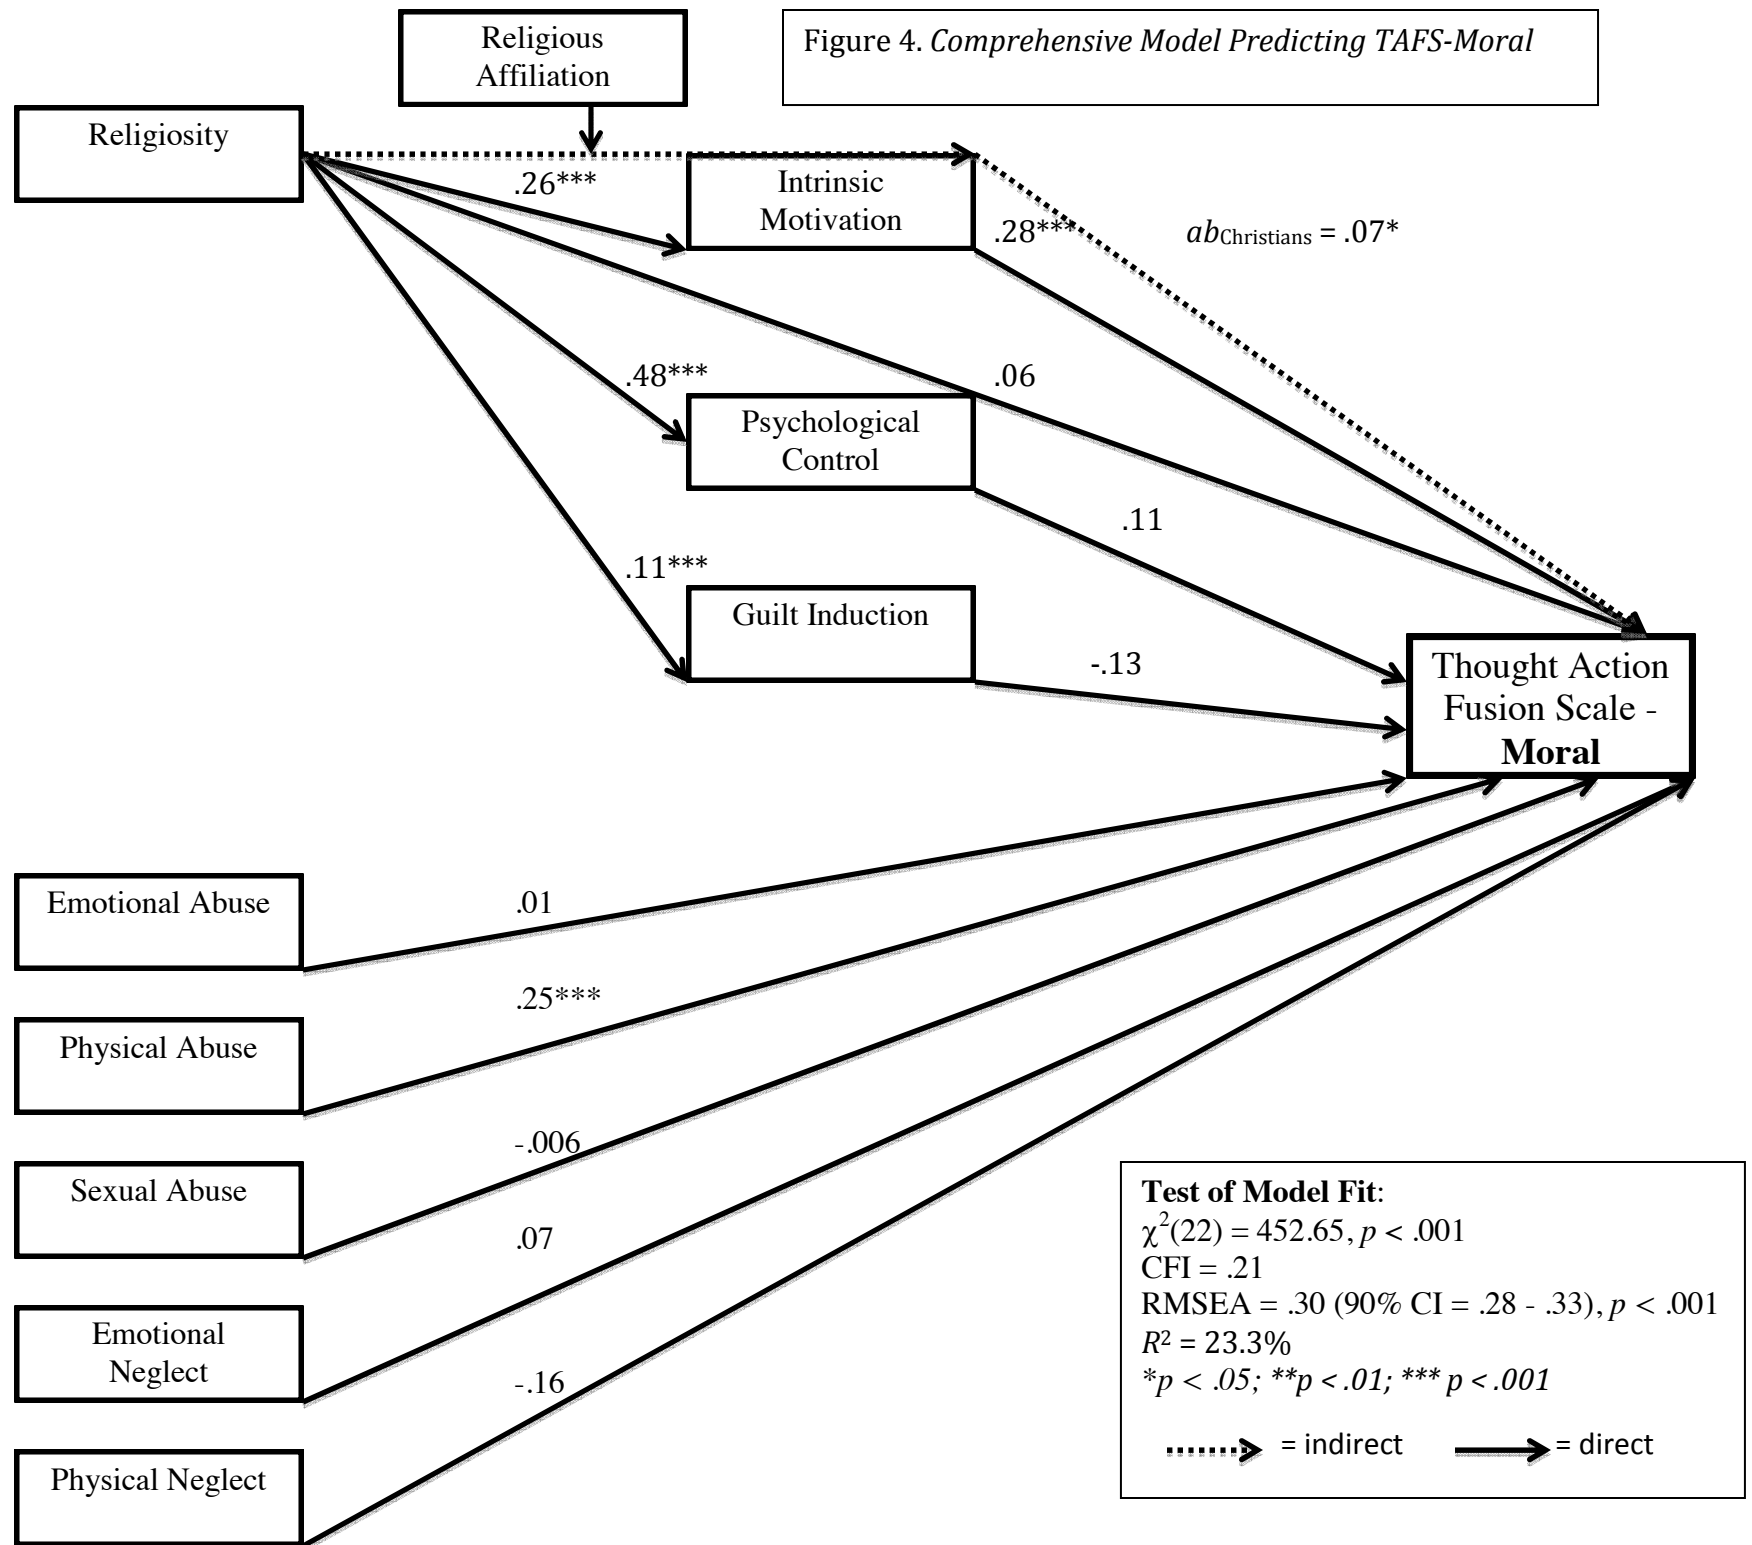 Religious
Affiliation
Figure 4. Comprehensive Model Predicting TAFS-Moral
Religiosity
.26***
Intrinsic
Motivation
.28***
abChristians = .07*
.48***
.06
Psychological
Control
.11
.11***
Guilt Induction
-.13
Thought Action
Fusion Scale -
Moral
Emotional Abuse
.01
.25***
Physical Abuse
-.006
Sexual Abuse
.07
Emotional
Neglect
-.16
Physical Neglect
Test of Model Fit:
χ²(22) = 452.65, p < .001
CFI = .21
RMSEA = .30 (90% CI = .28 - .33), p < .001
R² = 23.3%
*p < .05; **p < .01; *** p < .001
= indirect
= direct